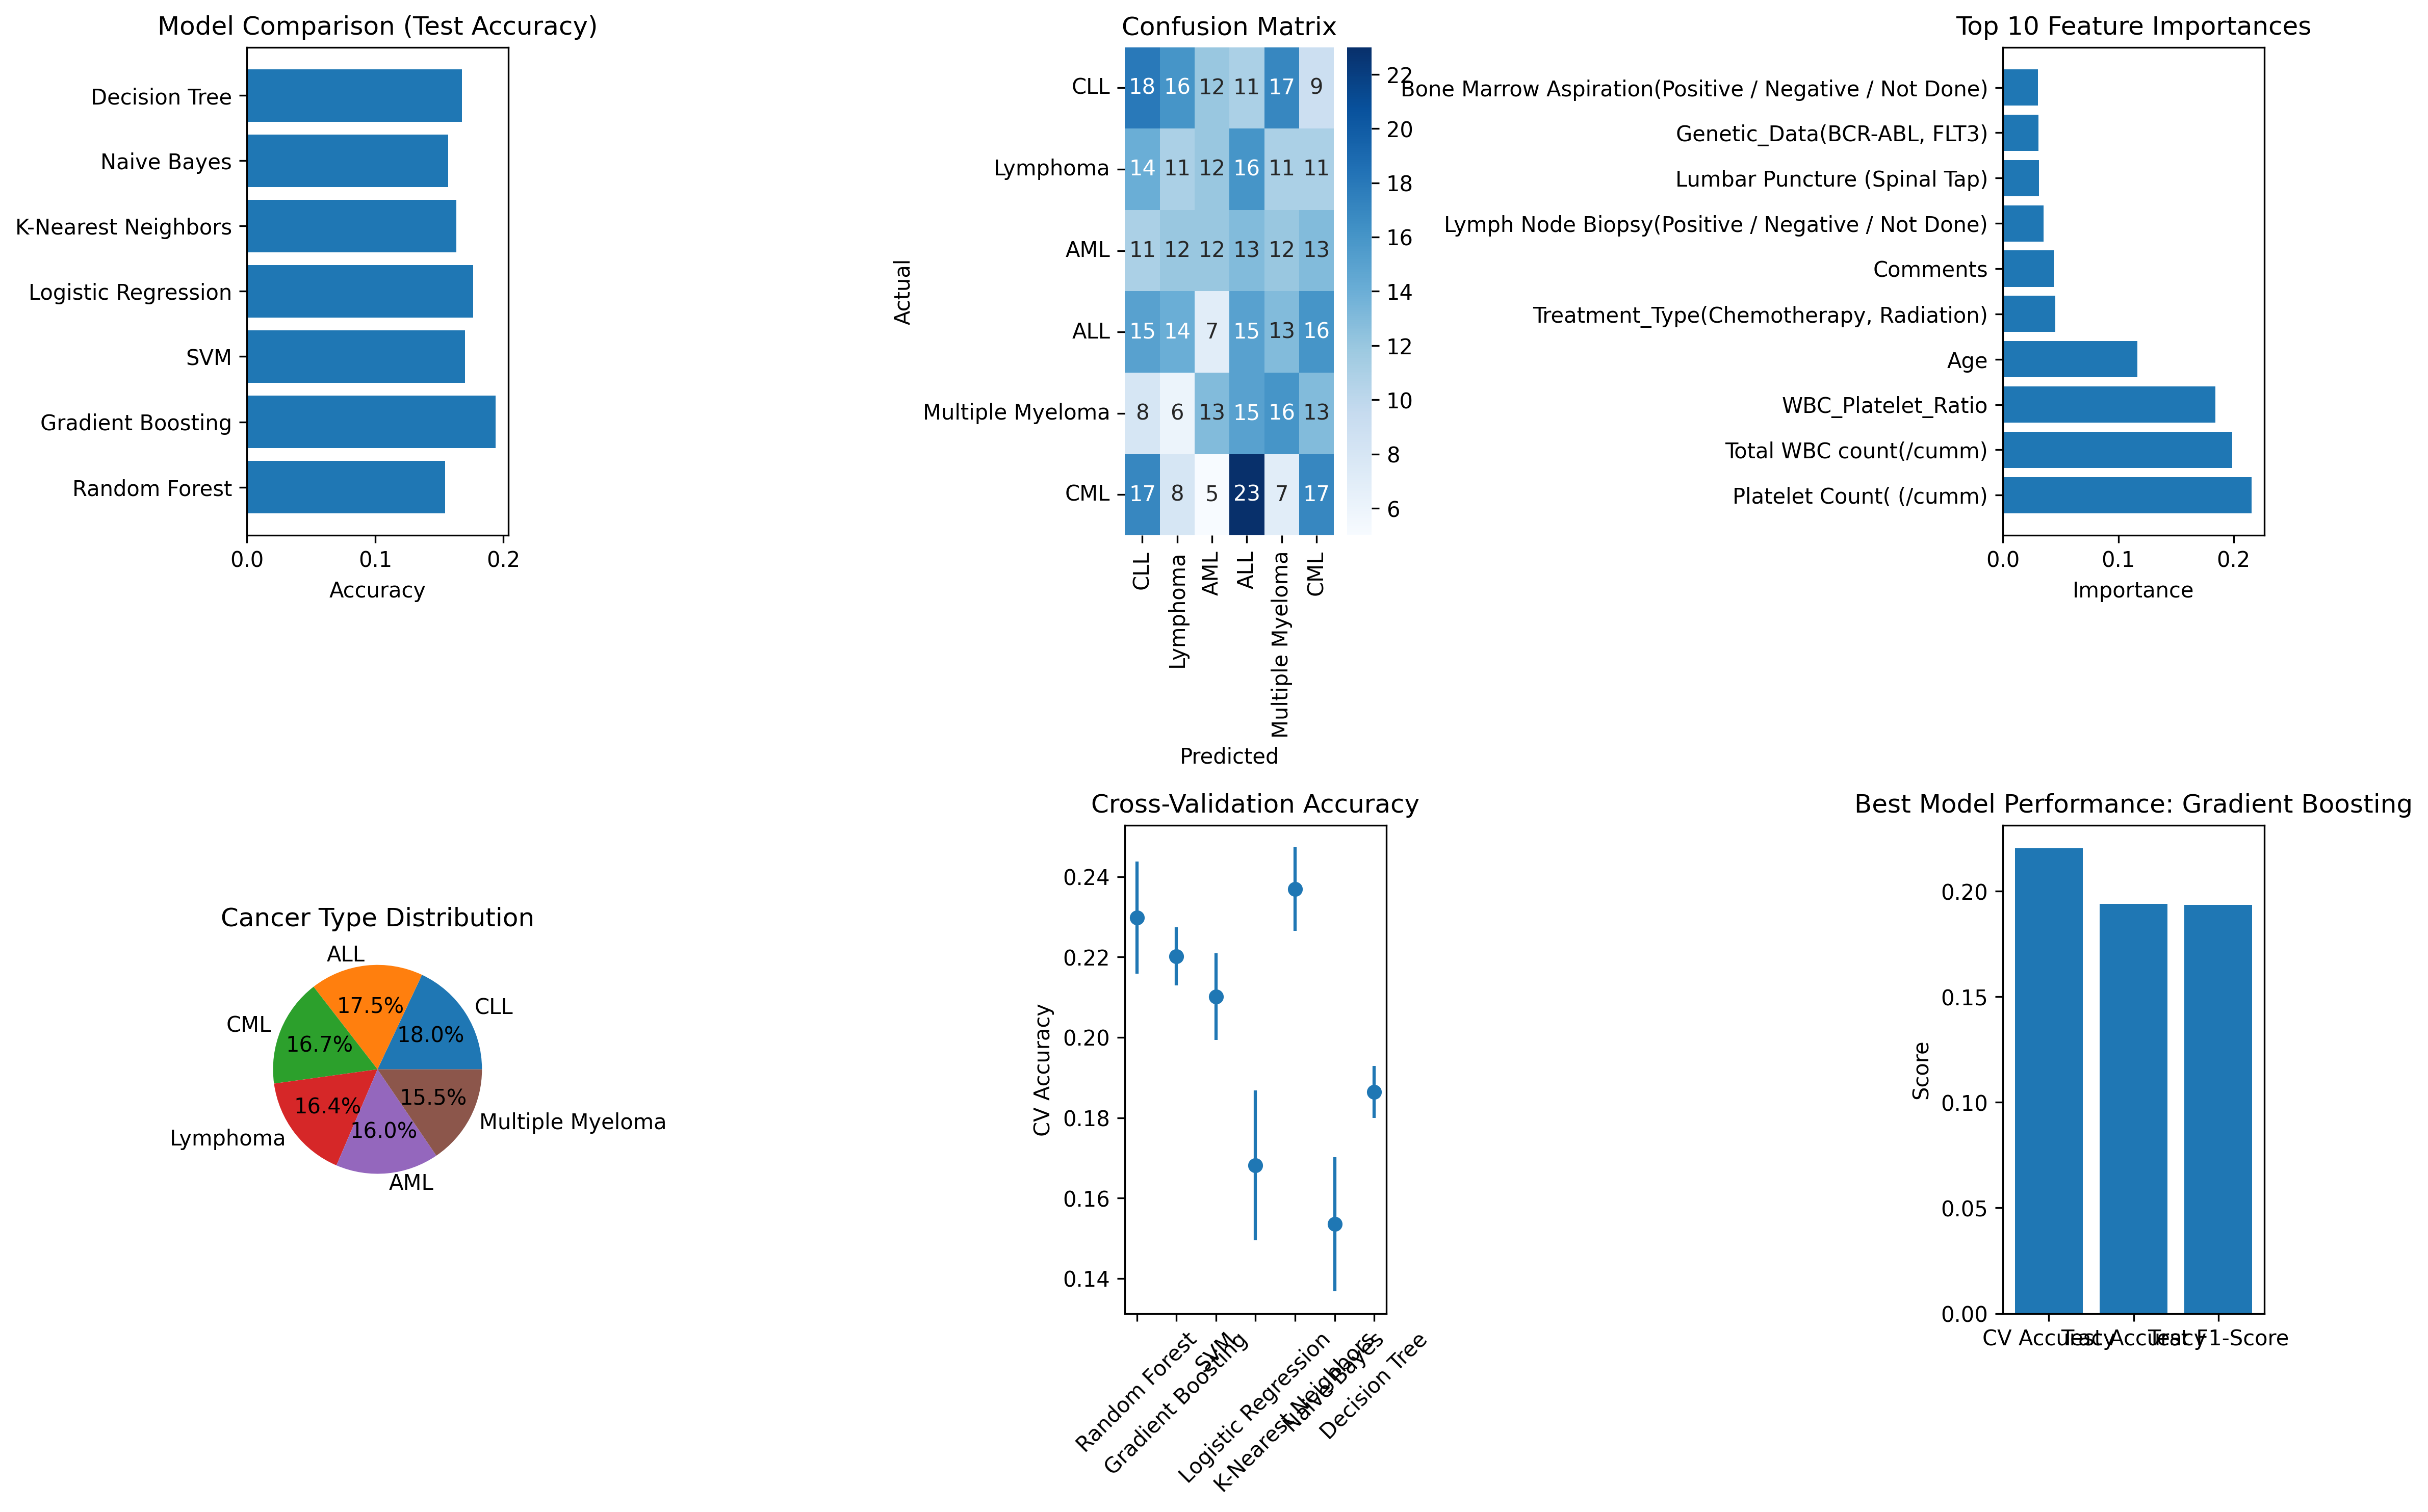 Model Comparison (Test Accuracy)
Decision Tree
Naive Bayes
K-Nearest Neighbors
Logistic Regression
SVM
Gradient Boosting
Random Forest
0.0 0.1 0.2
Accuracy
Confusion Matrix
Actual
CLL 18 16 12 11 17 9
Lymphoma 14 11 12 16 11 11
AML 11 12 12 13 12 13
ALL 15 14 7 15 13 16
Multiple Myeloma 8 6 13 15 16 13
CML 17 8 5 23 7 17
CLL Lymphoma AML ALL Multiple Myeloma CML
Predicted
22
20
18
16
14
12
10
8
6
Top 10 Feature Importances
Bone Marrow Aspiration(Positive / Negative / Not Done)
Genetic_Data(BCR-ABL, FLT3)
Lumbar Puncture (Spinal Tap)
Lymph Node Biopsy(Positive / Negative / Not Done)
Comments
Treatment_Type(Chemotherapy, Radiation)
Age
WBC_Platelet_Ratio
Total WBC count(/cumm)
Platelet Count( (/cumm)
0.0 0.1 0.2
Importance
Cancer Type Distribution
ALL
17.5%
CLL
18.0%
CML
16.7%
Lymphoma
16.4%
AML
16.0%
Multiple Myeloma
15.5%
Cross-Validation Accuracy
CV Accuracy
0.24
0.22
0.20
0.18
0.16
0.14
Random Forest
Gradient Boosting
SVM
Logistic Regression
K-Nearest Neighbors
Naive Bayes
Decision Tree
Best Model Performance: Gradient Boosting
Score
0.20
0.15
0.10
0.05
0.00
CV Accuracy Test Accuracy Test F1-Score